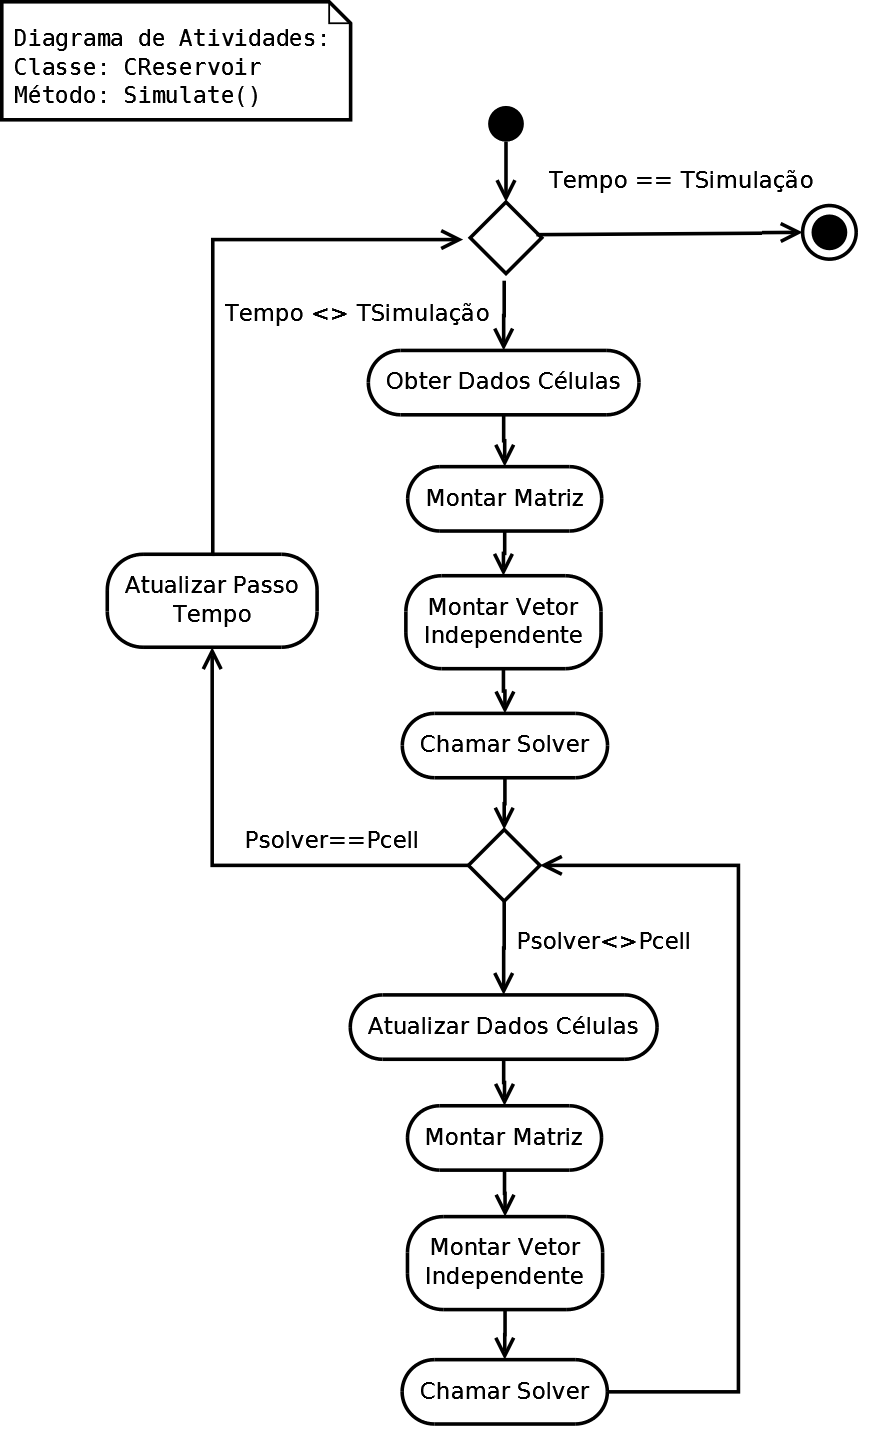 Diagrama de Atividades:
Classe: CReservoir
Método: Simulate()
Tempo == TSimulação
Tempo <> TSimulação
Obter Dados Células
Montar Matriz
Atualizar Passo
Tempo
Montar Vetor
Independente
Chamar Solver
Psolver==Pcell
Psolver<>Pcell
Atualizar Dados Células
Montar Matriz
Montar Vetor
Independente
Chamar Solver